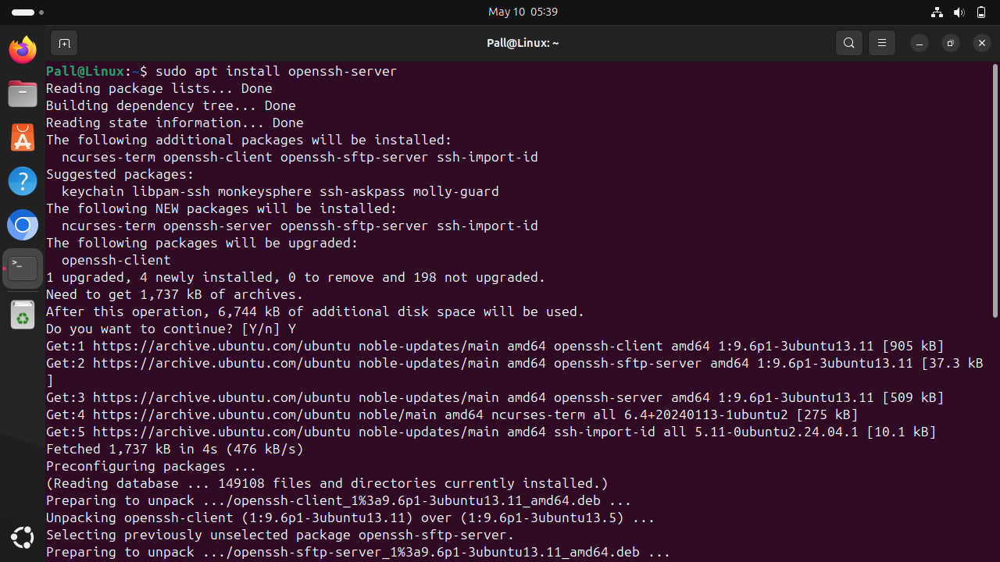 May 10 05:39
Pall@Linux: ~
Pall@Linux:~$ sudo apt install openssh-server
Reading package lists... Done
Building dependency tree... Done
Reading state information... Done
The following additional packages will be installed:
  ncurses-term openssh-client openssh-sftp-server ssh-import-id
Suggested packages:
  keychain libpam-ssh monkeysphere ssh-askpass molly-guard
The following NEW packages will be installed:
  ncurses-term openssh-server openssh-sftp-server ssh-import-id
The following packages will be upgraded:
  openssh-client
1 upgraded, 4 newly installed, 0 to remove and 198 not upgraded.
Need to get 1,737 kB of archives.
After this operation, 6,744 kB of additional disk space will be used.
Do you want to continue? [Y/n] Y
Get:1 https://archive.ubuntu.com/ubuntu noble-updates/main amd64 openssh-client amd64 1:9.6p1-3ubuntu13.11 [905 kB]
Get:2 https://archive.ubuntu.com/ubuntu noble-updates/main amd64 openssh-sftp-server amd64 1:9.6p1-3ubuntu13.11 [37.3 kB
]
Get:3 https://archive.ubuntu.com/ubuntu noble-updates/main amd64 openssh-server amd64 1:9.6p1-3ubuntu13.11 [509 kB]
Get:4 https://archive.ubuntu.com/ubuntu noble/main amd64 ncurses-term all 6.4+20240113-1ubuntu2 [275 kB]
Get:5 https://archive.ubuntu.com/ubuntu noble-updates/main amd64 ssh-import-id all 5.11-0ubuntu2.24.04.1 [10.1 kB]
Fetched 1,737 kB in 4s (476 kB/s)
Preconfiguring packages ...
(Reading database ... 149108 files and directories currently installed.)
Preparing to unpack .../openssh-client_1%3a9.6p1-3ubuntu13.11_amd64.deb ...
Unpacking openssh-client (1:9.6p1-3ubuntu13.11) over (1:9.6p1-3ubuntu13.5) ...
Selecting previously unselected package openssh-sftp-server.
Preparing to unpack .../openssh-sftp-server_1%3a9.6p1-3ubuntu13.11_amd64.deb ...